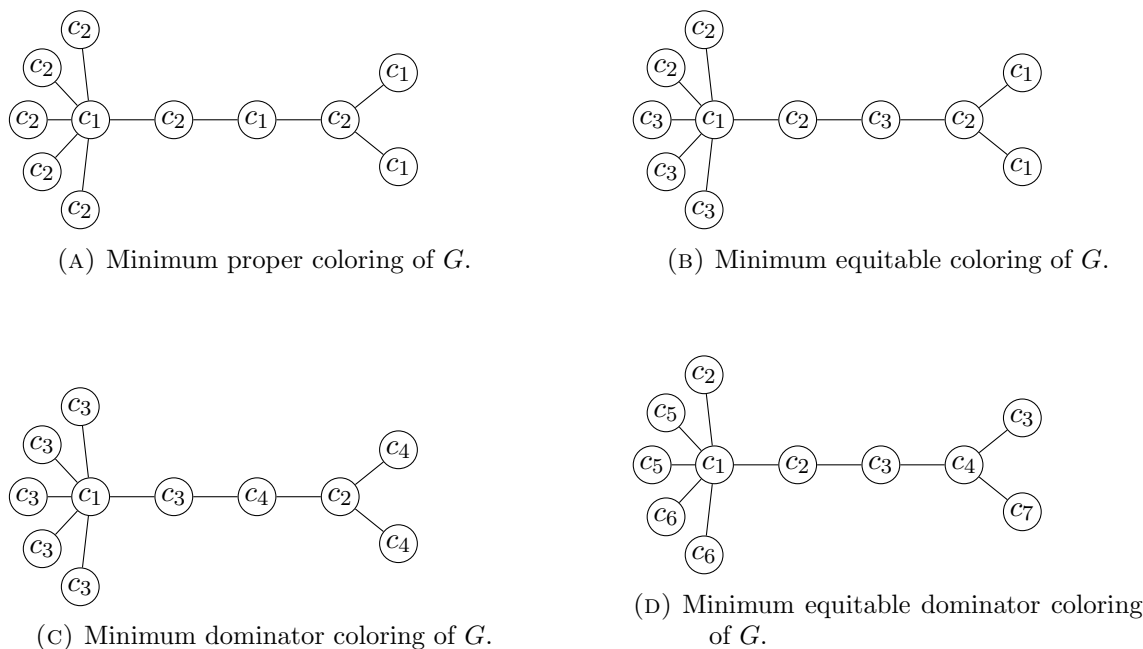 c2 c2
c2 c1 c2 c1
c2 c1 c2 c1 c2 c3 c1 c2 c3 c2
c2 c1 c3 c1
c2 c3
(A) Minimum proper coloring of G. (B) Minimum equitable coloring of G.
c3 c2
c3 c4 c5 c3
c3 c1 c3 c4 c2 c5 c1 c2 c3 c4
c3 c4 c6 c7
c3 c6
(C) Minimum dominator coloring of G. (D) Minimum equitable dominator coloring
of G.